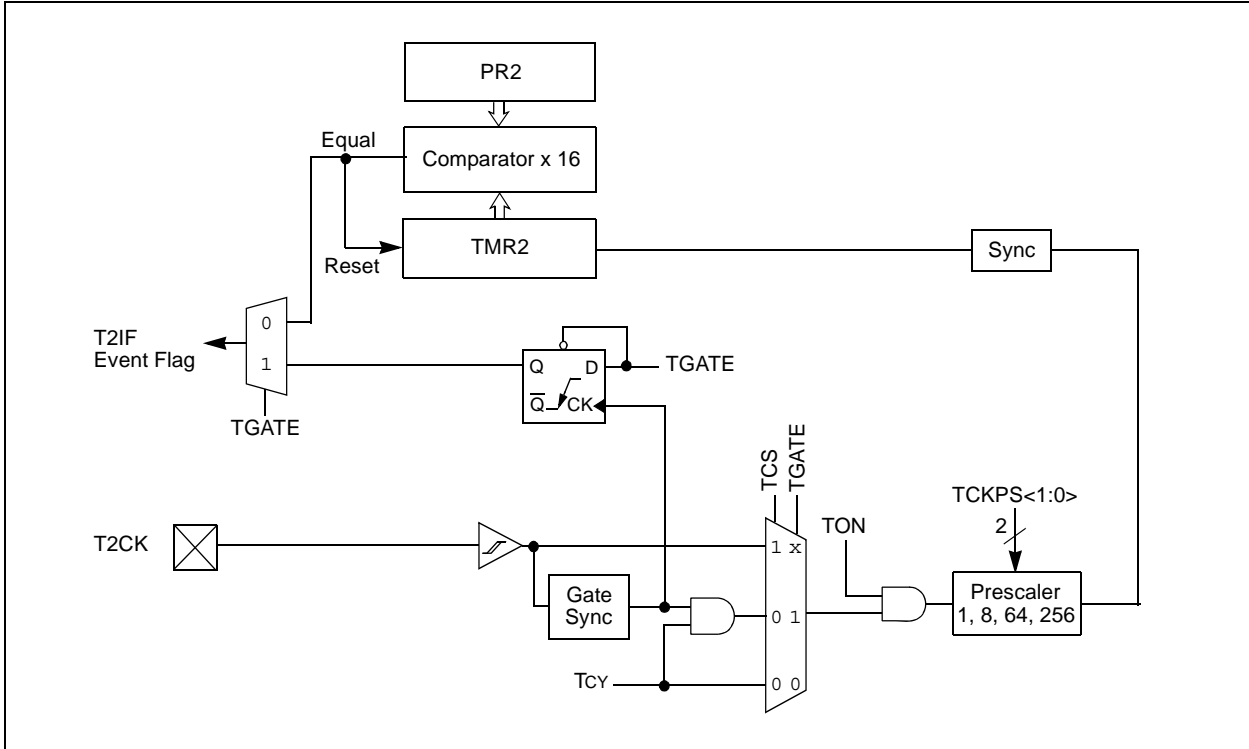 PR2
Equal
Comparator x 16
TMR2
Sync
Reset
0
T2IF
Event Flag
1
Q
D
TGATE
Q̅
CK
TGATE
TCS
TGATE
TCKPS<1:0>
TON
2
T2CK
1 x
Prescaler
1, 8, 64, 256
Gate
Sync
0 1
TCY
0 0